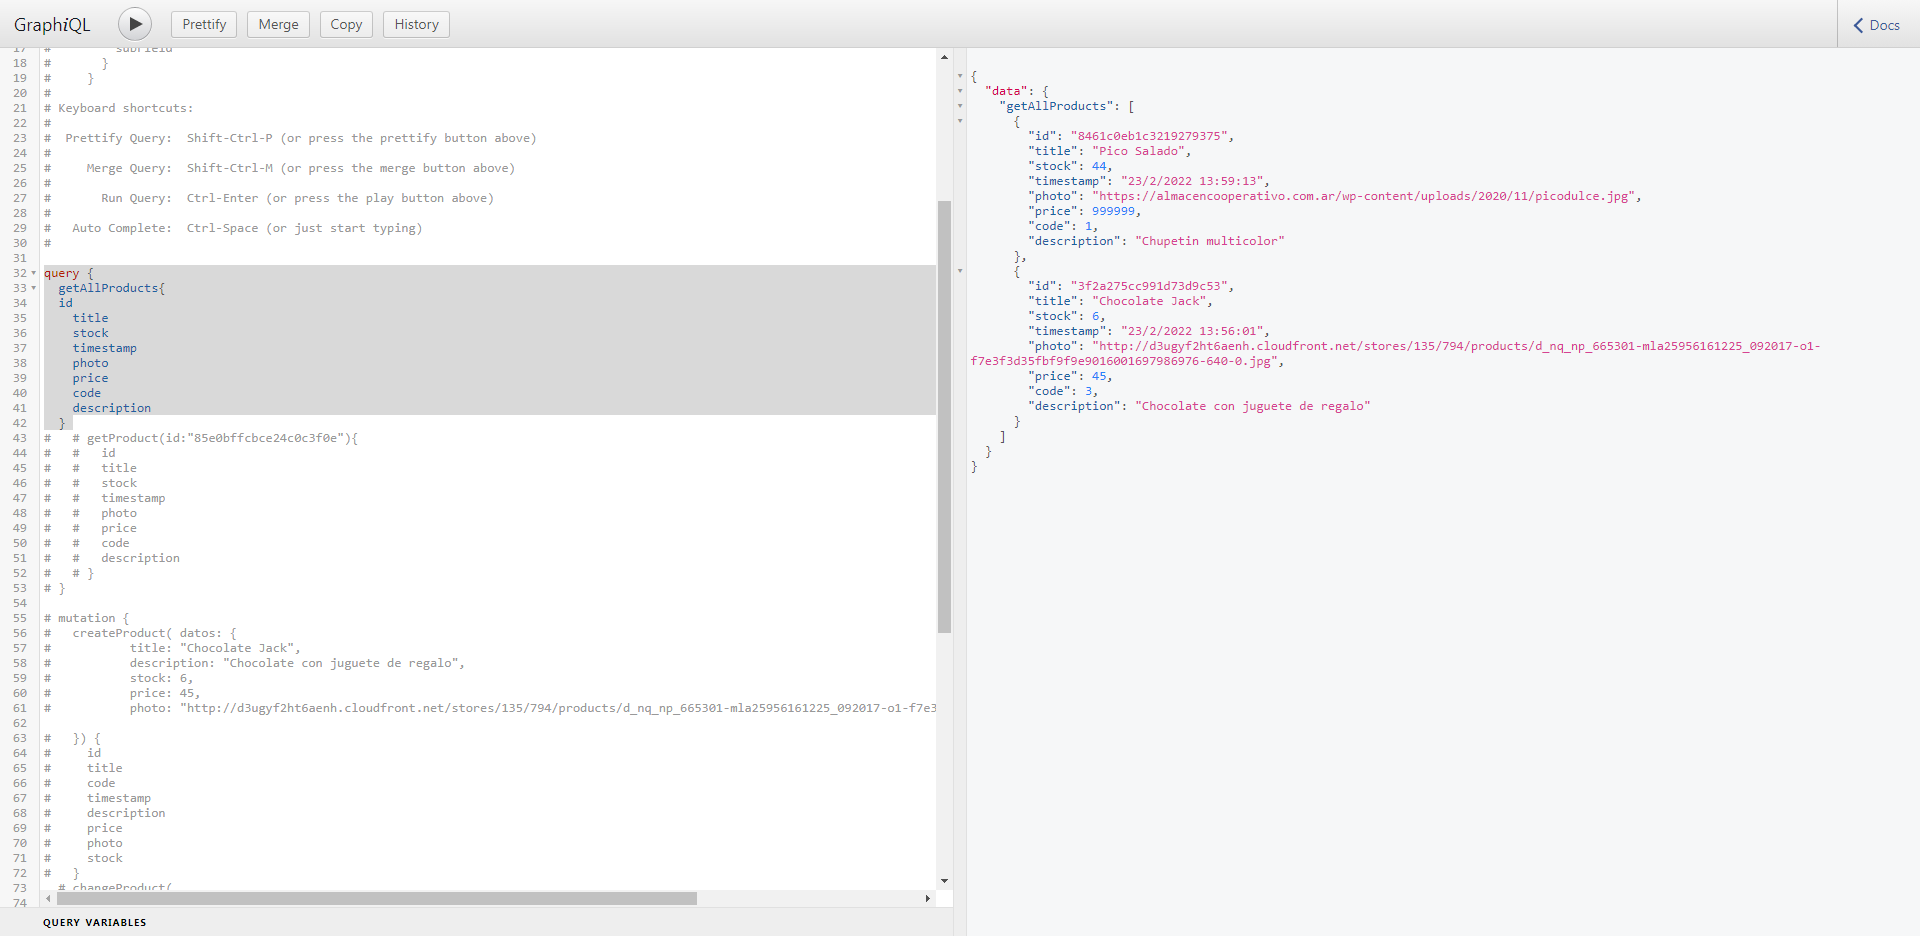 GraphiQL
Prettify
Merge
Copy
History
Docs
17 #         subfield
18 #       }
19 #     }
20 #
21 # Keyboard shortcuts:
22 #
23 #  Prettify Query:  Shift-Ctrl-P (or press the prettify button above)
24 #
25 #     Merge Query:  Shift-Ctrl-M (or press the merge button above)
26 #
27 #       Run Query:  Ctrl-Enter (or press the play button above)
28 #
29 #   Auto Complete:  Ctrl-Space (or just start typing)
30 #
31
32 query {
33   getAllProducts{
34   id
35     title
36     stock
37     timestamp
38     photo
39     price
40     code
41     description
42   }
43 #   # getProduct(id:"85e0bffcbce24c0c3f0e"){
44 #   #   id
45 #   #   title
46 #   #   stock
47 #   #   timestamp
48 #   #   photo
49 #   #   price
50 #   #   code
51 #   #   description
52 #   # }
53 # }
54
55 # mutation {
56 #   createProduct( datos: {
57 #           title: "Chocolate Jack",
58 #           description: "Chocolate con juguete de regalo",
59 #           stock: 6,
60 #           price: 45,
61 #           photo: "http://d3ugyf2ht6aenh.cloudfront.net/stores/135/794/products/d_nq_np_665301-mla25956161225_092017-o1-f7e3
62
63 #   }) {
64 #     id
65 #     title
66 #     code
67 #     timestamp
68 #     description
69 #     price
70 #     photo
71 #     stock
72 #   }
73   # changeProduct(
74
QUERY VARIABLES
{
  "data": {
    "getAllProducts": [
      {
        "id": "8461c0eb1c3219279375",
        "title": "Pico Salado",
        "stock": 44,
        "timestamp": "23/2/2022 13:59:13",
        "photo": "https://almacencooperativo.com.ar/wp-content/uploads/2020/11/picodulce.jpg",
        "price": 999999,
        "code": 1,
        "description": "Chupetin multicolor"
      },
      {
        "id": "3f2a275cc991d73d9c53",
        "title": "Chocolate Jack",
        "stock": 6,
        "timestamp": "23/2/2022 13:56:01",
        "photo": "http://d3ugyf2ht6aenh.cloudfront.net/stores/135/794/products/d_nq_np_665301-mla25956161225_092017-o1-
f7e3f3d35fbf9f9e9016001697986976-640-0.jpg",
        "price": 45,
        "code": 3,
        "description": "Chocolate con juguete de regalo"
      }
    ]
  }
}